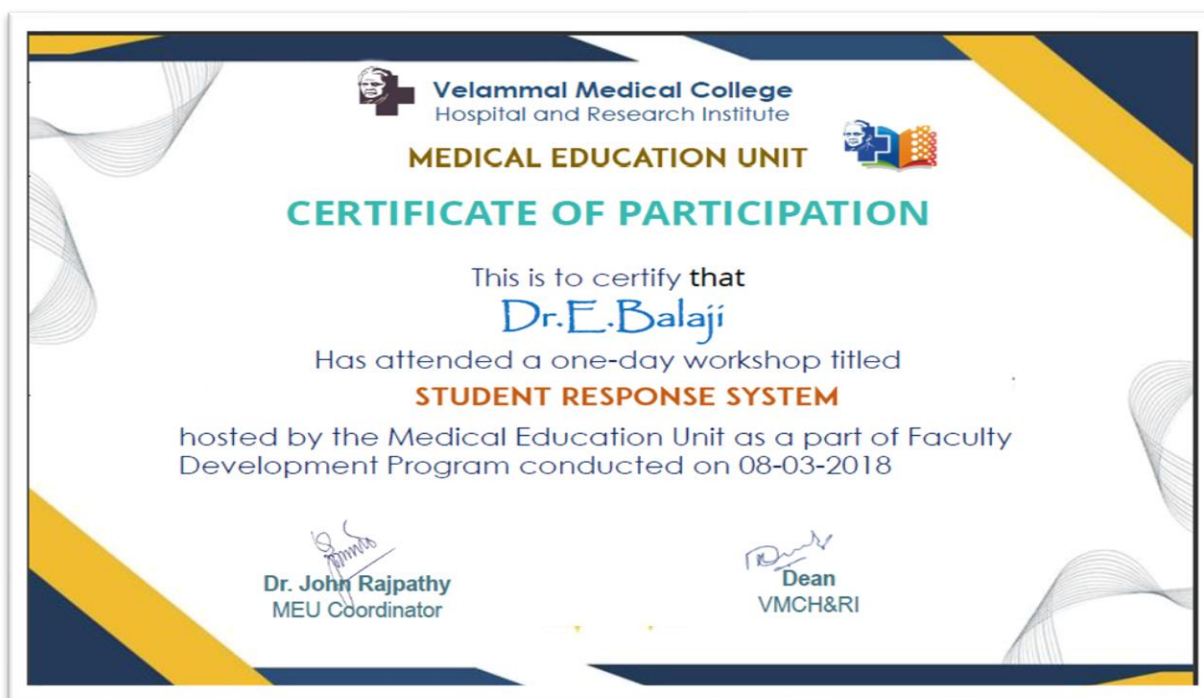 Velammal Medical College
Hospital and Research Institute
MEDICAL EDUCATION UNIT
CERTIFICATE OF PARTICIPATION
This is to certify that
Dr.E.Balaji
Has attended a one-day workshop titled
STUDENT RESPONSE SYSTEM
hosted by the Medical Education Unit as a part of Faculty
Development Program conducted on 08-03-2018
Dr. John Rajpathy
MEU Coordinator
Dean
VMCH&RI